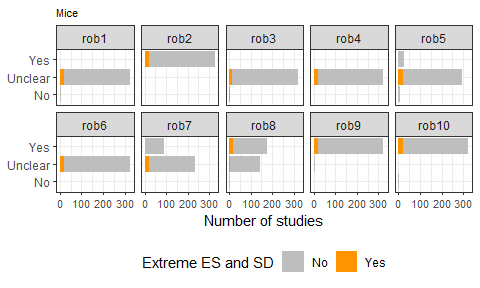 Mice
rob1 rob2 rob3 rob4 rob5
Yes
Unclear
No
rob6 rob7 rob8 rob9 rob10
Yes
Unclear
No
0 100 200 300 0 100 200 300 0 100 200 300 0 100 200 300 0 100 200 300
Number of studies
Extreme ES and SD No Yes